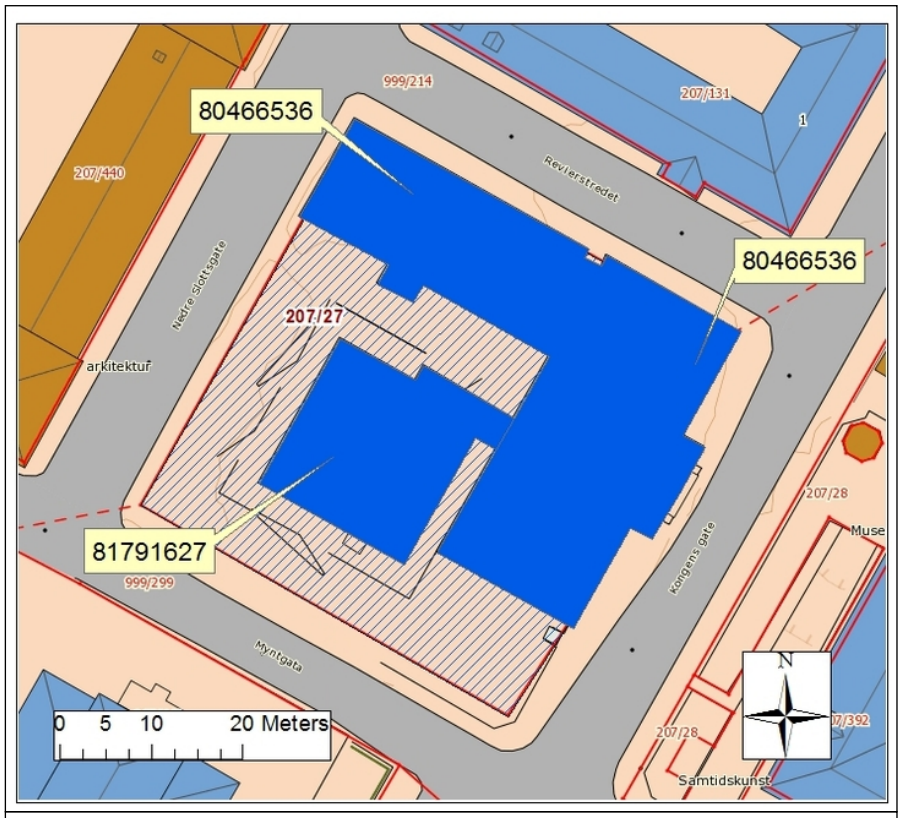 999/214
207/131
80466536
1
207/440
Revierstredet
Nedre Slottsgate
80466536
207/27
arkitektur
207/28
Muse
81791627
Kongens gate
999/299
Myntgata
N
0 5 10 20 Meters
207/28
07/392
Samtidskunst